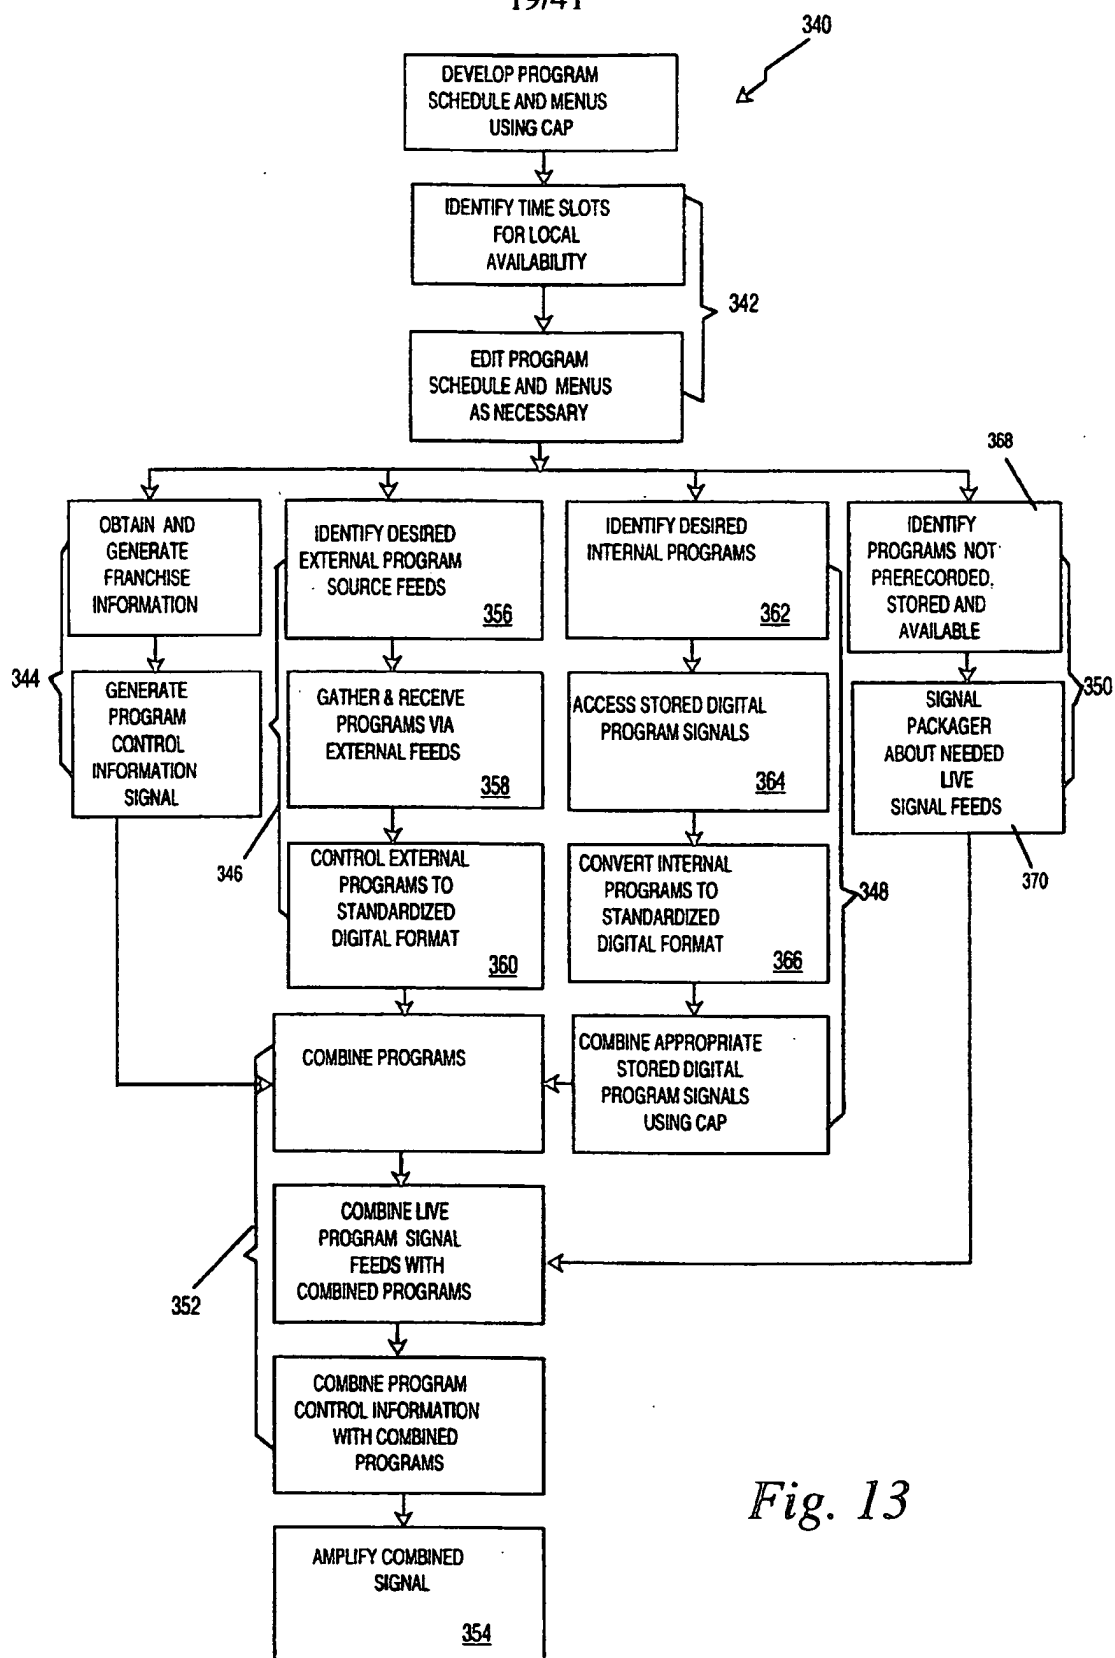 19/41
340
DEVELOP PROGRAM
SCHEDULE AND MENUS
USING CAP
IDENTIFY TIME SLOTS
FOR LOCAL
AVAILABILITY
342
EDIT PROGRAM
SCHEDULE AND MENUS
AS NECESSARY
368
OBTAIN AND
GENERATE
FRANCHISE
INFORMATION
IDENTIFY DESIRED
EXTERNAL PROGRAM
SOURCE FEEDS
356
IDENTIFY DESIRED
INTERNAL PROGRAMS
362
IDENTIFY
PROGRAMS NOT
PRERECORDED,
STORED AND
AVAILABLE
344
350
GENERATE
PROGRAM
CONTROL
INFORMATION
SIGNAL
GATHER & RECEIVE
PROGRAMS VIA
EXTERNAL FEEDS
358
ACCESS STORED DIGITAL
PROGRAM SIGNALS
364
SIGNAL
PACKAGER
ABOUT NEEDED
LIVE
SIGNAL FEEDS
346
370
CONTROL EXTERNAL
PROGRAMS TO
STANDARDIZED
DIGITAL FORMAT
360
CONVERT INTERNAL
PROGRAMS TO
STANDARDIZED
DIGITAL FORMAT
366
348
COMBINE PROGRAMS
COMBINE APPROPRIATE
STORED DIGITAL
PROGRAM SIGNALS
USING CAP
COMBINE LIVE
PROGRAM SIGNAL
FEEDS WITH
COMBINED PROGRAMS
352
COMBINE PROGRAM
CONTROL INFORMATION
WITH COMBINED
PROGRAMS
Fig. 13
AMPLIFY COMBINED
SIGNAL
354